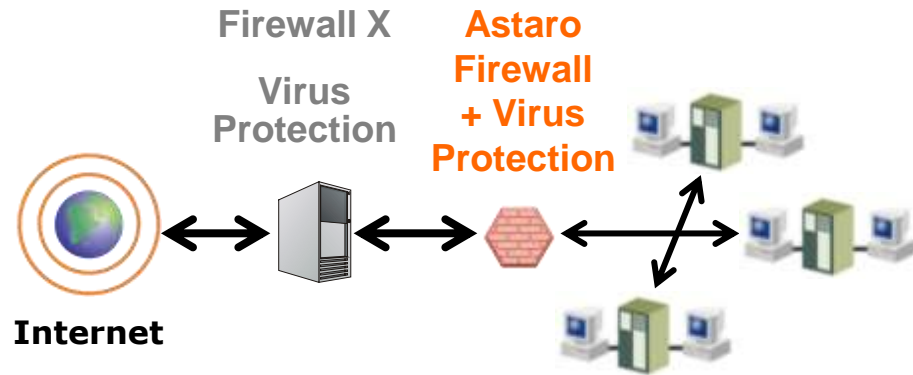 Firewall X
Virus
Protection
Astaro
Firewall
+ Virus
Protection
Internet